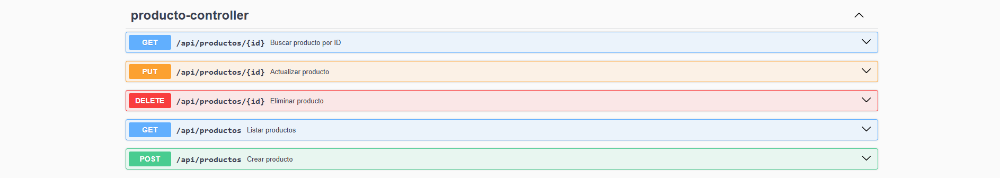 producto-controller
GET /api/productos/{id} Buscar producto por ID
PUT /api/productos/{id} Actualizar producto
DELETE /api/productos/{id} Eliminar producto
GET /api/productos Listar productos
POST /api/productos Crear producto